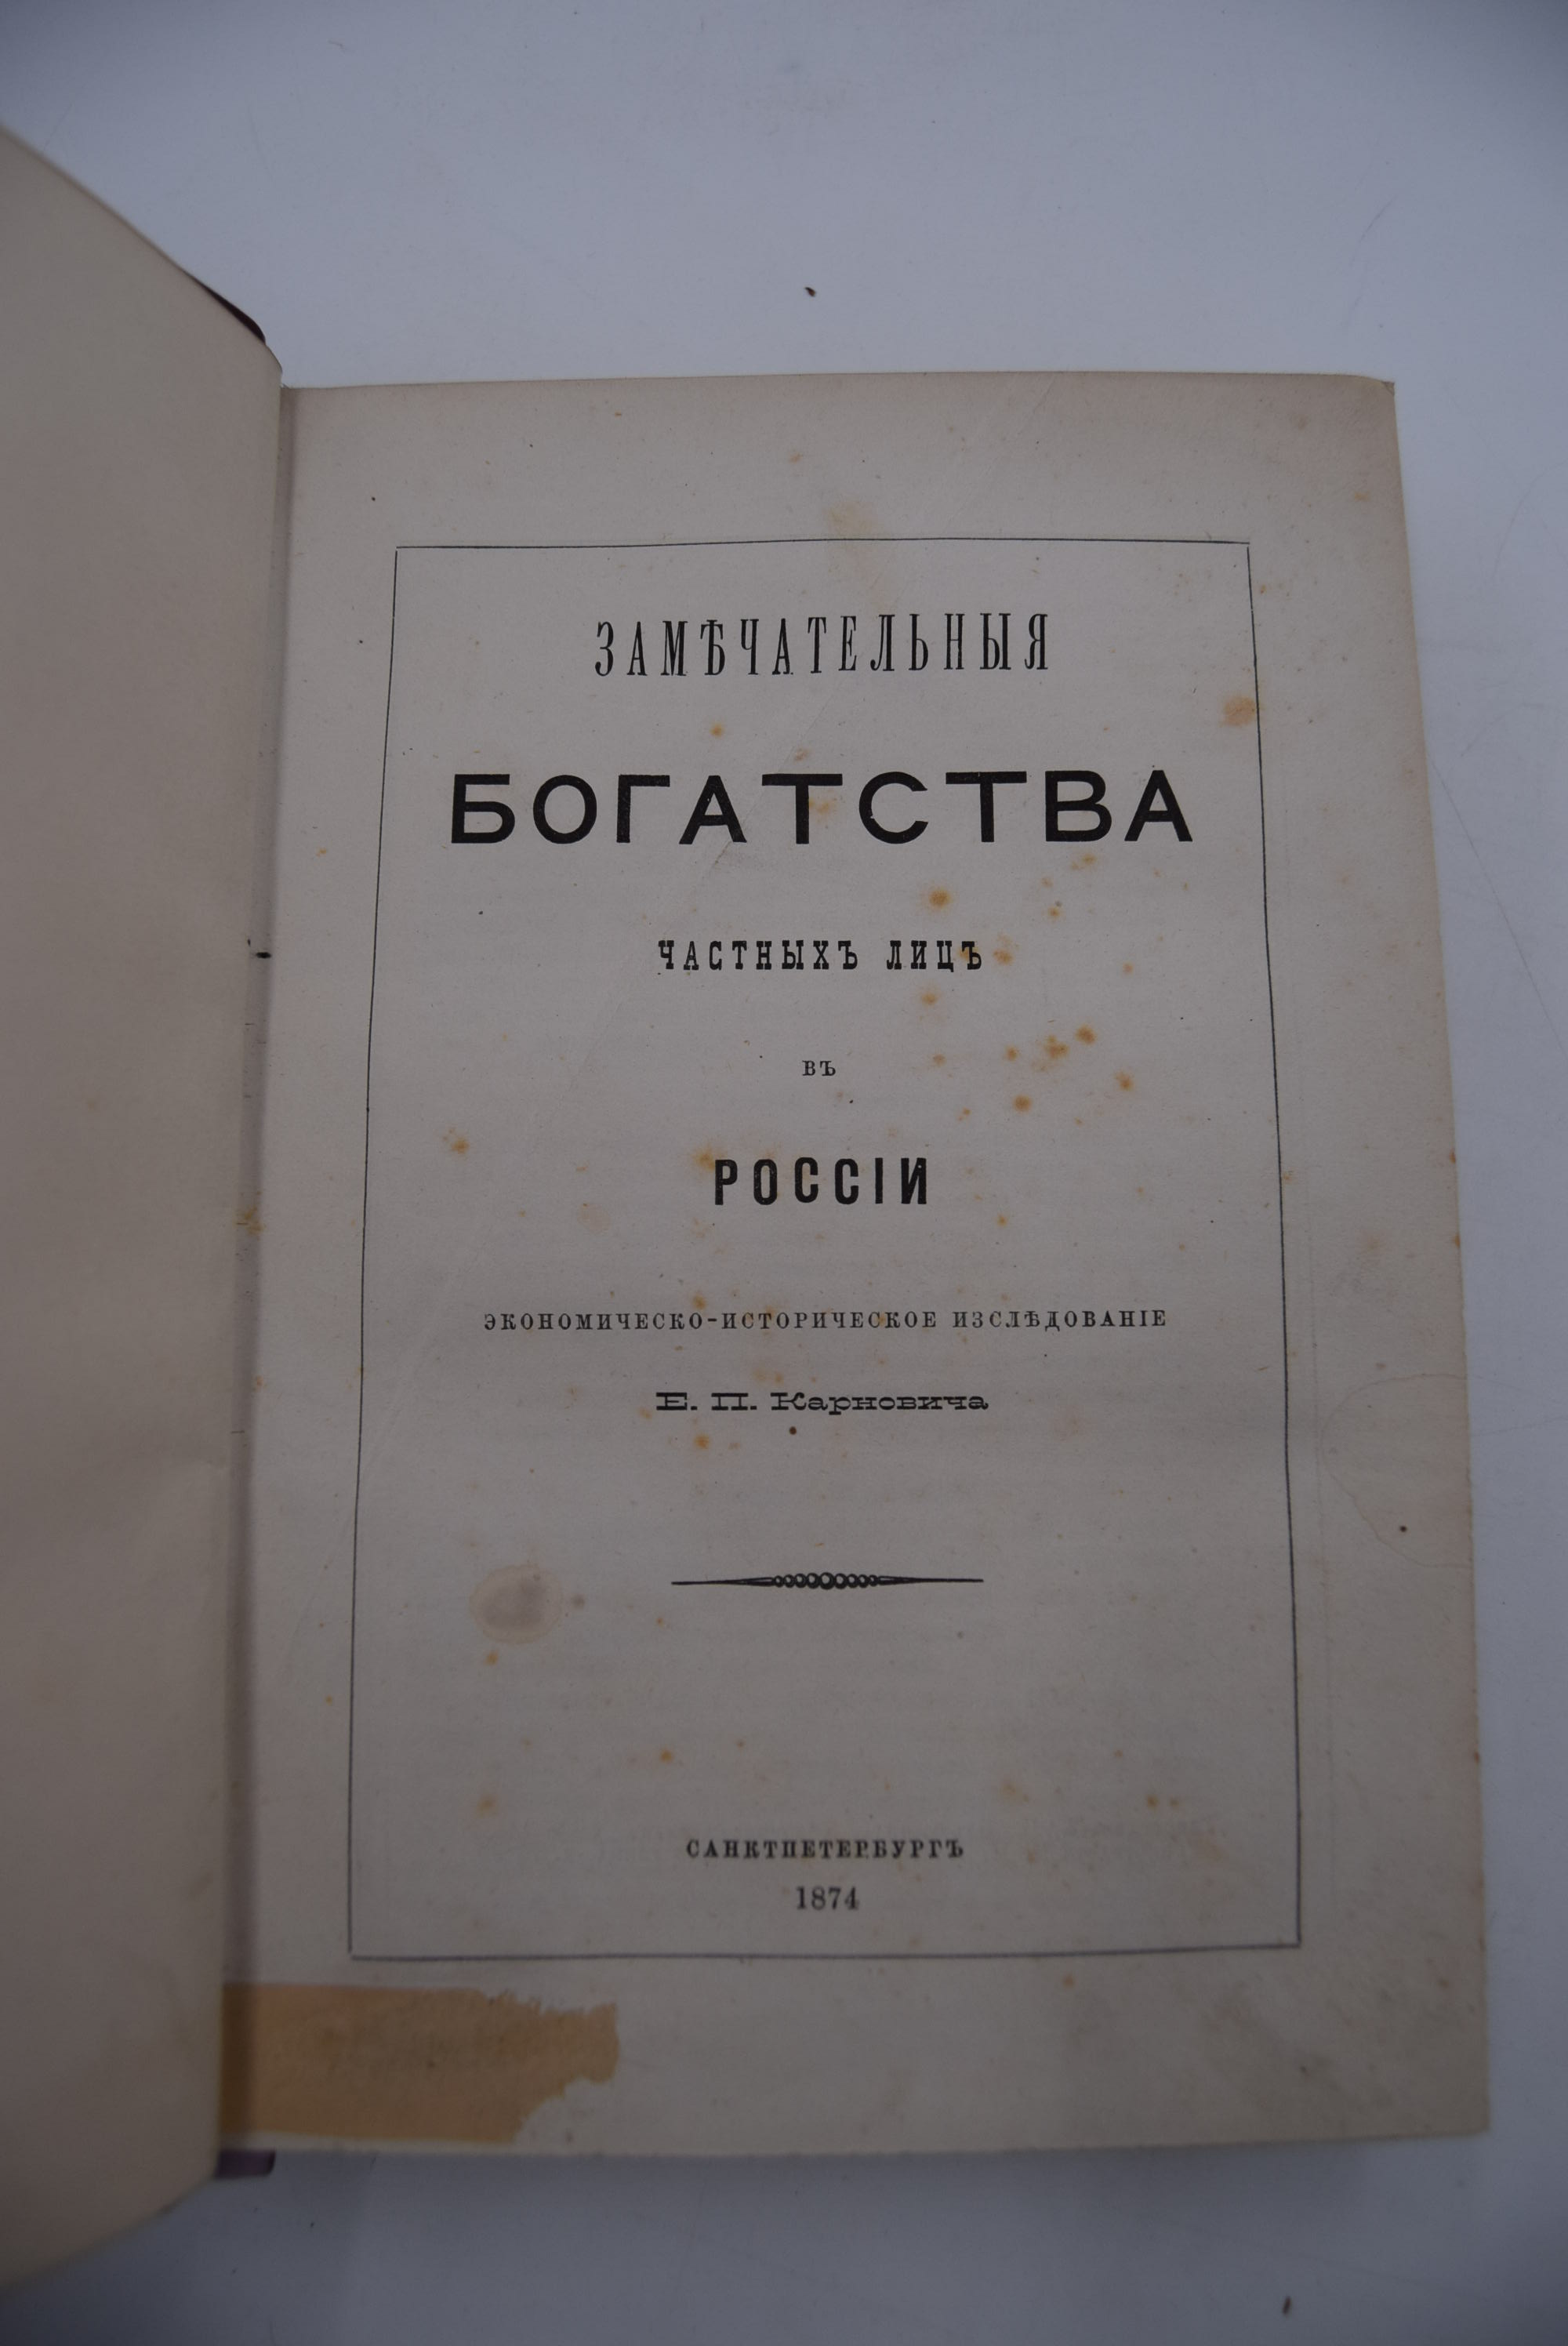 ЗАМѢЧАТЕЛЬНЫЯ
БОГАТСТВА
ЧАСТНЫХЪ ЛИЦЪ
ВЪ
РОССІИ
ЭКОНОМИЧЕСКО-ИСТОРИЧЕСКОЕ ИЗСЛѢДОВАНІЕ
Е. П. Карновича
САНКТПЕТЕРБУРГЪ
1874